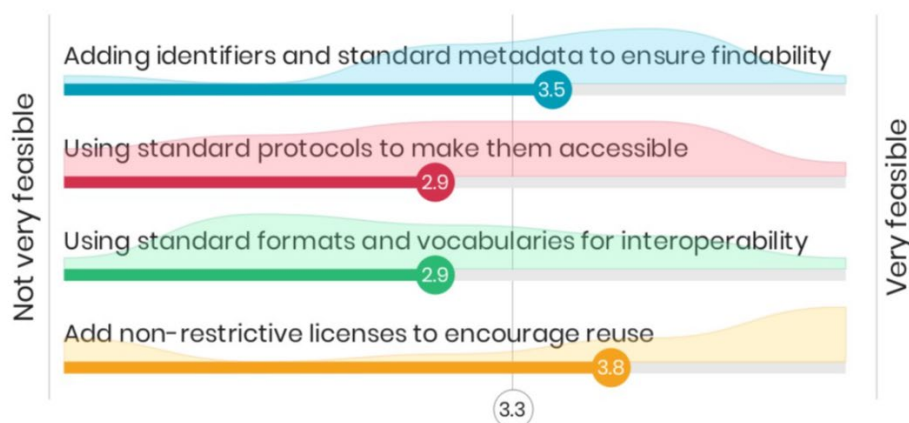 Not very feasible
Adding identifiers and standard metadata to ensure findability
3.5
Using standard protocols to make them accessible
2.9
Using standard formats and vocabularies for interoperability
2.9
Add non-restrictive licenses to encourage reuse
3.8
3.3
Very feasible